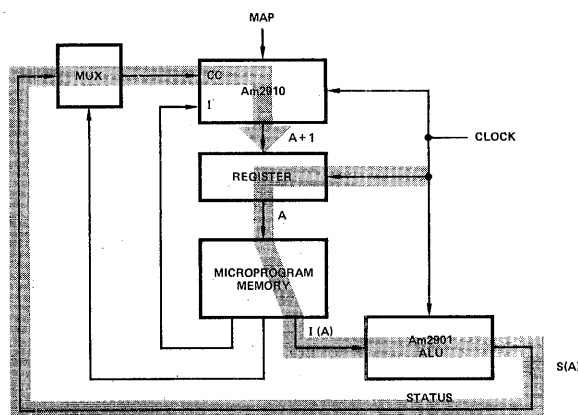 MAP
MUX
CC
Am2910
I
A + 1
CLOCK
REGISTER
A
MICROPROGRAM
MEMORY
I (A)
Am2901
ALU
S(A)
STATUS